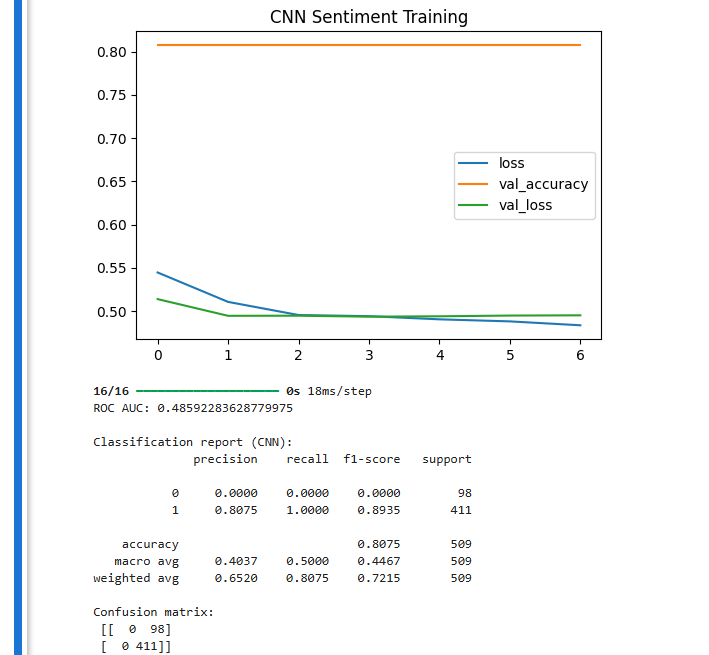 CNN Sentiment Training
0.80
0.75
0.70
0.65
0.60
0.55
0.50
loss
val_accuracy
val_loss
0 1 2 3 4 5 6
16/16 ━━━━━━━━━━━━━━━━━━━━ 0s 18ms/step
ROC AUC: 0.48592283628779975
Classification report (CNN):
precision recall f1-score support
0 0.0000 0.0000 0.0000 98
1 0.8075 1.0000 0.8935 411
accuracy 0.8075 509
macro avg 0.4037 0.5000 0.4467 509
weighted avg 0.6520 0.8075 0.7215 509
Confusion matrix:
[[ 0 98]
[ 0 411]]